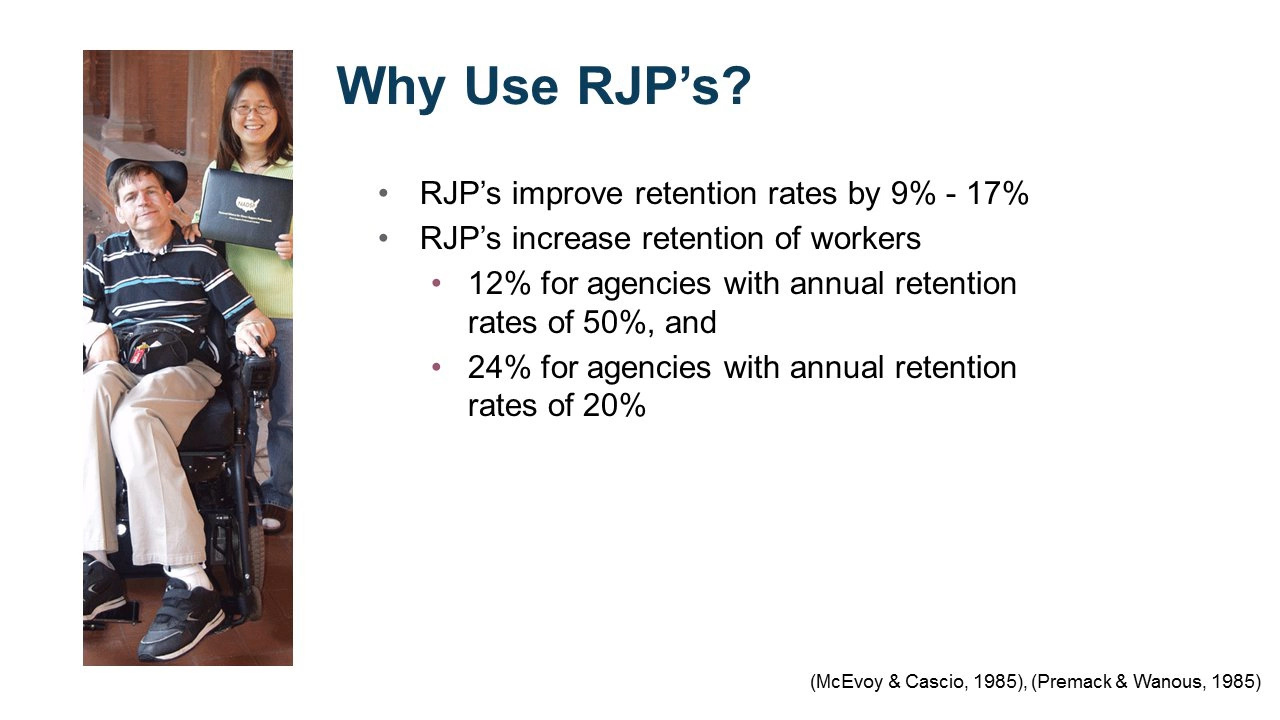 Why Use RJP’s?
• RJP’s improve retention rates by 9% - 17%
• RJP’s increase retention of workers
• 12% for agencies with annual retention
rates of 50%, and
• 24% for agencies with annual retention
rates of 20%
NADSP
(McEvoy & Cascio, 1985), (Premack & Wanous, 1985)